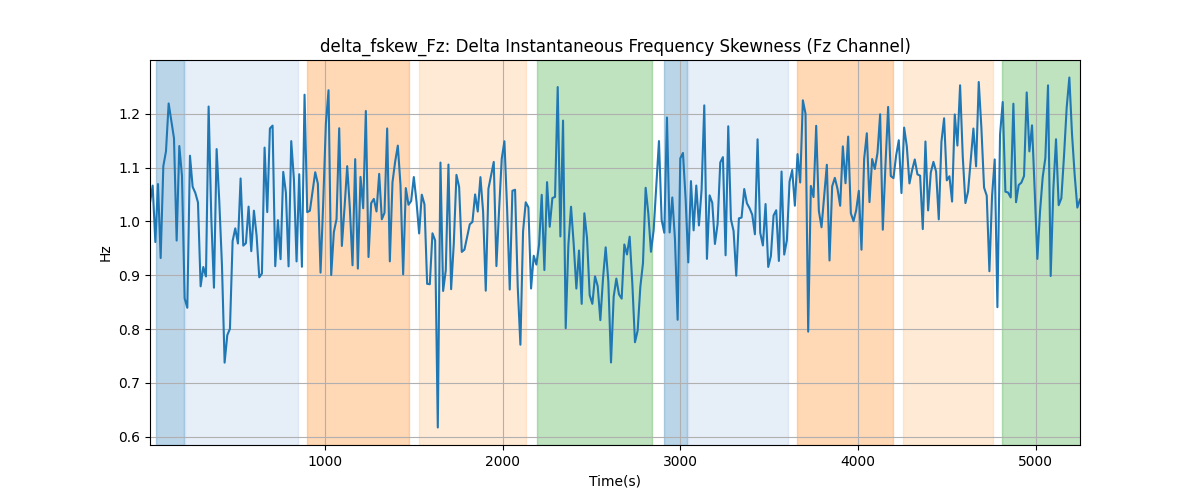 delta_fskew_Fz: Delta Instantaneous Frequency Skewness (Fz Channel)
1.2
1.1
1.0
0.9
0.8
0.7
0.6
Hz
1000 2000 3000 4000 5000
Time(s)